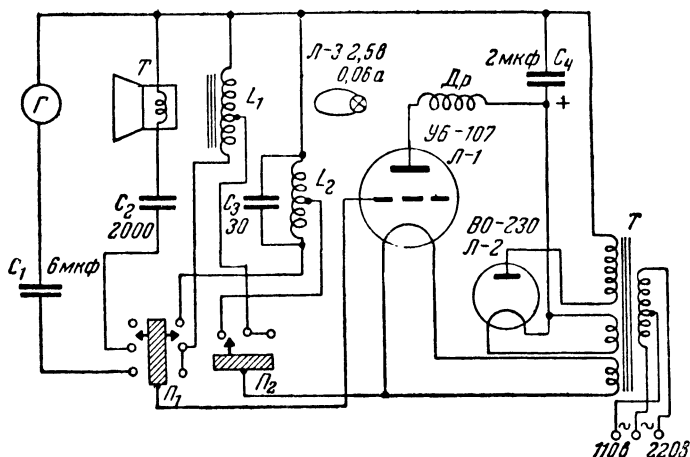 Л-3 2,5в
0,06а
2мкф C₄
+
Др
УБ-107
Л-1
T
Г
L₁
L₂
C₃
30
C₂
2000
ВО-230
Л-2
T
C₁ 6мкф
П₁
П₂
~ ~
110в 220в